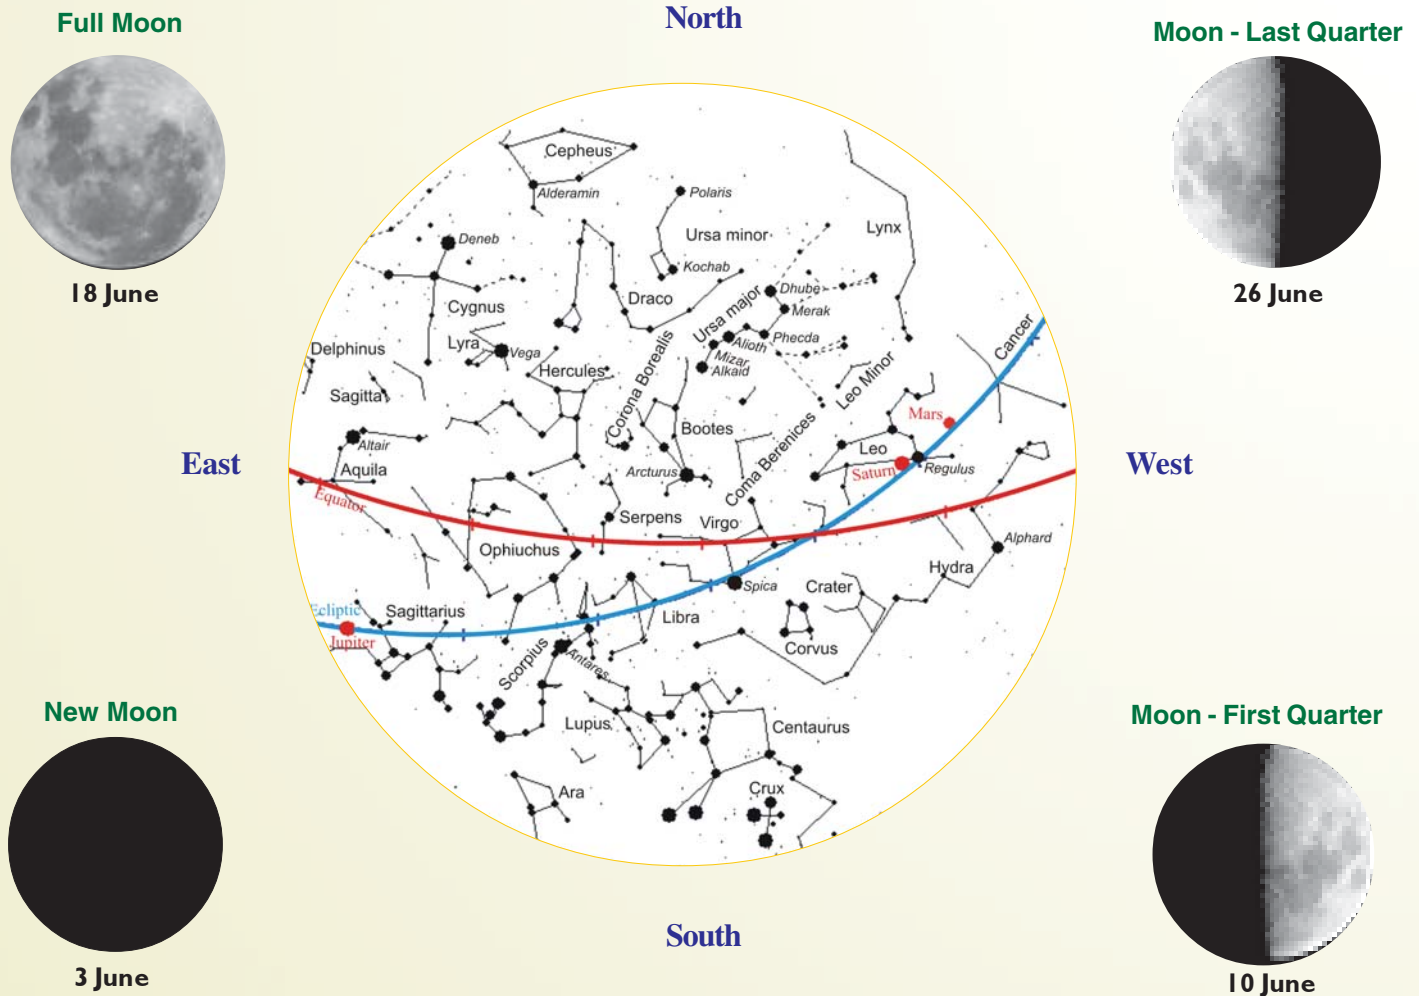 Full Moon
North
Moon - Last Quarter
18 June
26 June
Cepheus
Alderamin
Polaris
Lynx
Ursa minor
Deneb
Kochab
Cygnus
Draco
Ursa major
Dhube
Merak
Phecda
Alioth
Mizar
Alkaid
Cancer
Delphinus
Lyra
Vega
Hercules
Corona Borealis
Leo Minor
Sagitta
Mars
Altair
Bootes
Leo
East
Aquila
Arcturus
Coma Berenices
Saturn
Regulus
West
Equator
Serpens
Virgo
Ophiuchus
Alphard
Hydra
Spica
Crater
Ecliptic
Sagittarius
Libra
Jupiter
Scorpius
Antares
Corvus
New Moon
Lupus
Centaurus
Moon - First Quarter
Ara
Crux
South
3 June
10 June